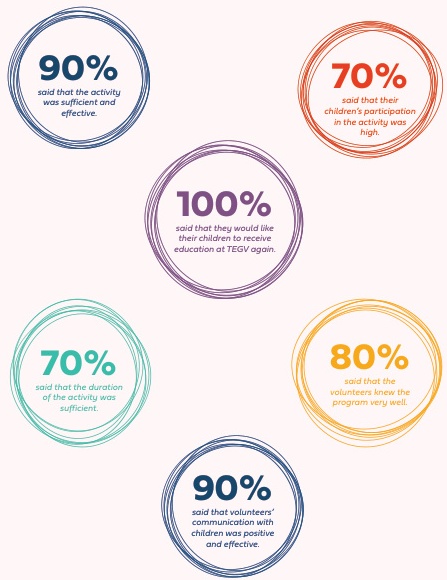 90%
said that the activity
was sufficient and
effective.
70%
said that their
children's participation
in the activity was
high.
100%
said that they would like
their children to receive
education at TEGV again.
70%
said that the duration
of the activity was
sufficient.
80%
said that the
volunteers knew the
program very well.
90%
said that volunteers'
communication with
children was positive
and effective.